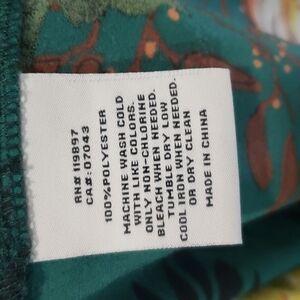 RN# 119897
CA#: 07043
100%POLYESTER
MACHINE WASH COLD
WITH LIKE COLORS.
ONLY NON-CHLORINE
BLEACH WHEN NEEDED.
TUMBLE DRY LOW
COOL IRON WHEN NEEDED.
OR DRY CLEAN
MADE IN CHINA